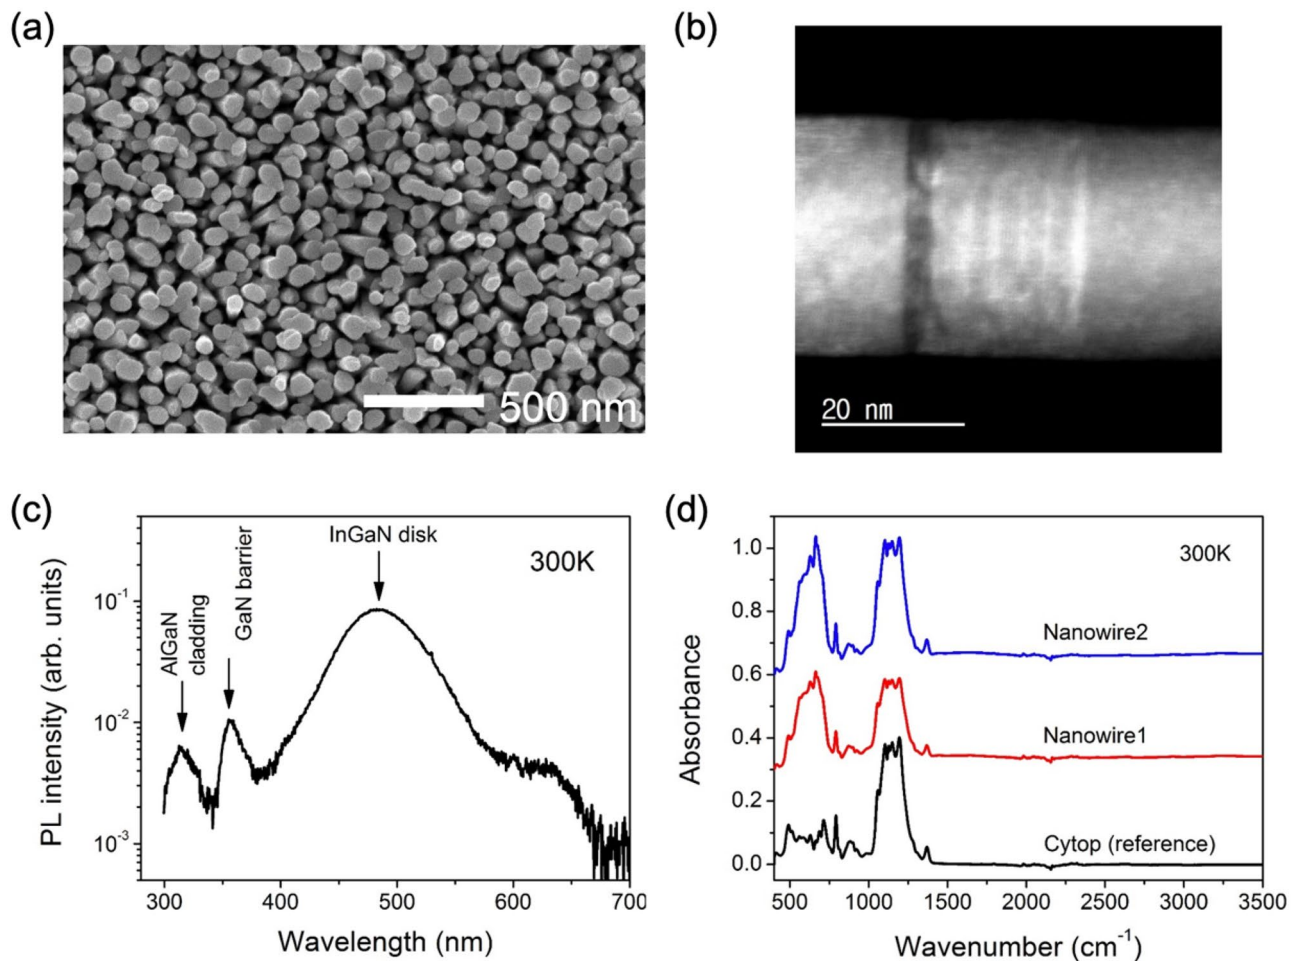 (a)
(b)
500 nm
20 nm
(c)
(d)
PL intensity (arb. units)
10⁻¹
10⁻²
10⁻³
AlGaN
cladding
GaN barrier
InGaN disk
300K
300
400
500
600
700
Wavelength (nm)
Absorbance
1.0
0.8
0.6
0.4
0.2
0.0
300K
Nanowire2
Nanowire1
Cytop (reference)
500
1000
1500
2000
2500
3000
3500
Wavenumber (cm⁻¹)